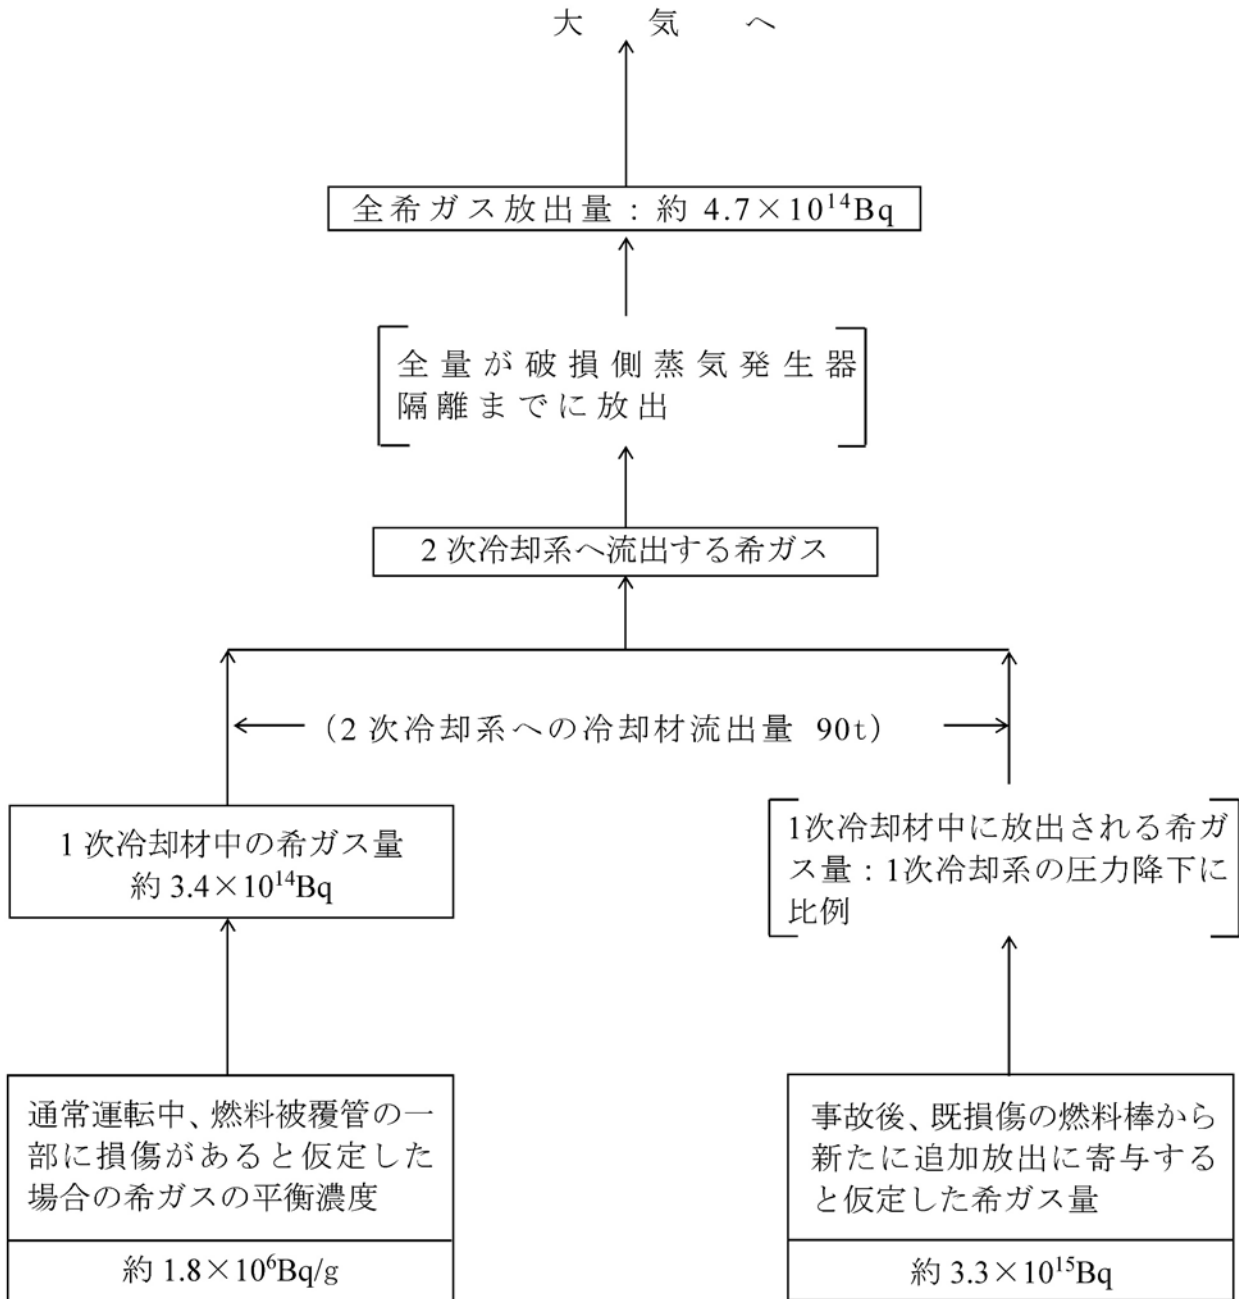 大気へ
全希ガス放出量：約 4.7×10¹⁴Bq
全量が破損側蒸気発生器
隔離までに放出
2 次冷却系へ流出する希ガス
（2 次冷却系への冷却材流出量 90t）
1 次冷却材中の希ガス量
約 3.4×10¹⁴Bq
1次冷却材中に放出される希ガ
ス量：1次冷却系の圧力降下に
比例
通常運転中、燃料被覆管の一
部に損傷があると仮定した
場合の希ガスの平衡濃度
約 1.8×10⁶Bq/g
事故後、既損傷の燃料棒から
新たに追加放出に寄与する
と仮定した希ガス量
約 3.3×10¹⁵Bq